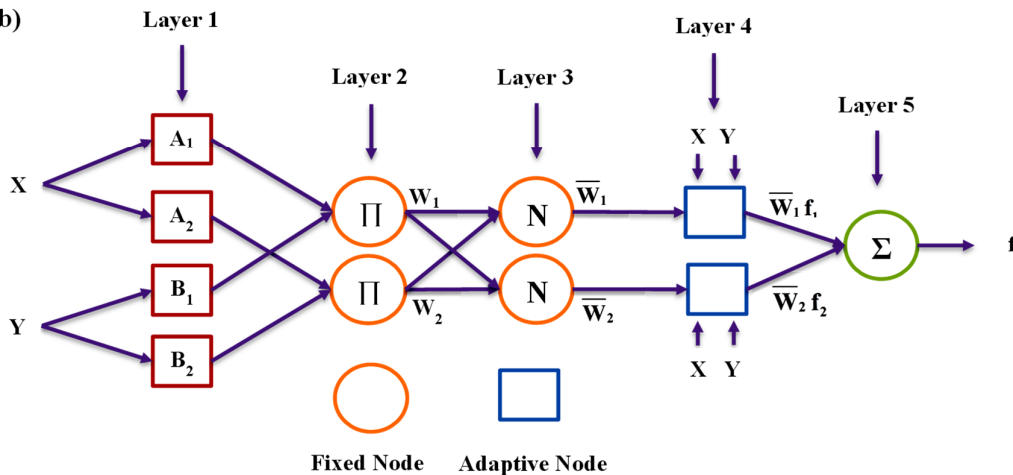 b)
Layer 1
Layer 2
Layer 3
Layer 4
Layer 5
X
Y
A₁
A₂
B₁
B₂
∏
∏
W₁
W₂
N
N
W̅₁
W̅₂
X Y
X Y
W̅₁ f₁
W̅₂ f₂
Σ
f
Fixed Node
Adaptive Node